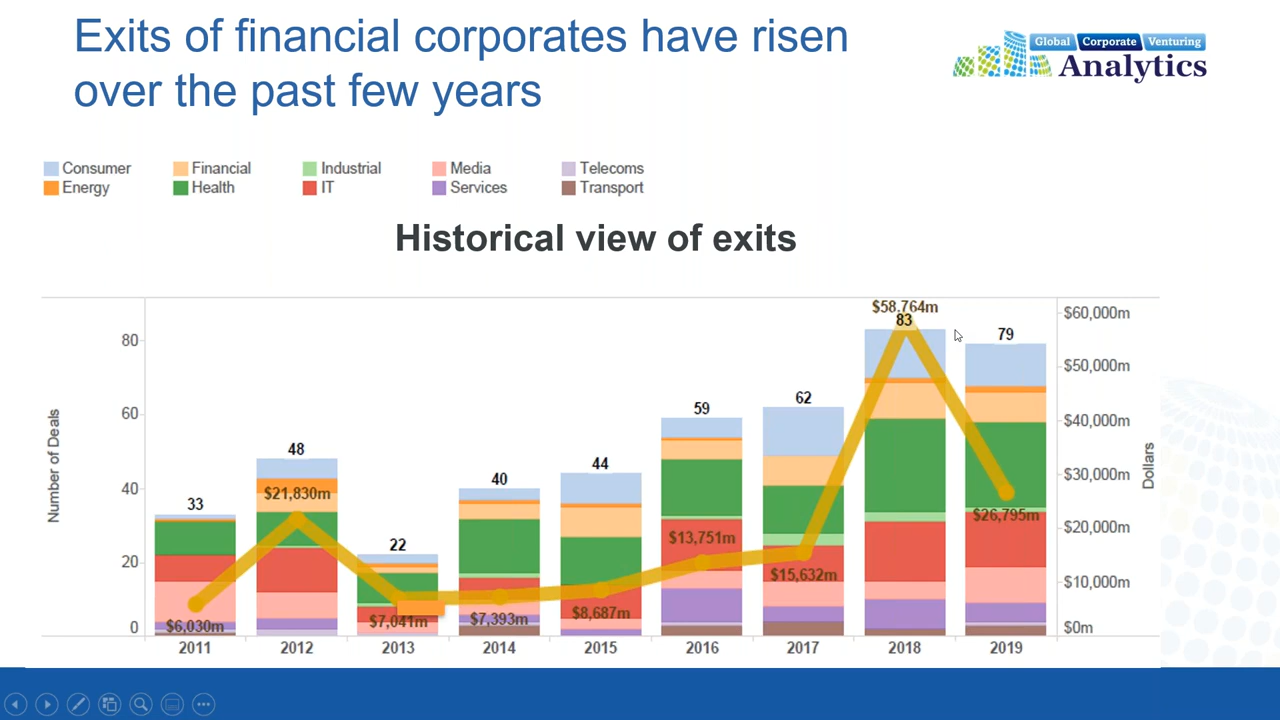 Exits of financial corporates have risen
over the past few years
Global Corporate Venturing
Analytics
Consumer Financial Industrial Media Telecoms
Energy Health IT Services Transport
Historical view of exits
Number of Deals
80
60
40
20
0
33
48
22
40
44
59
62
83
79
$6,030m
$21,830m
$7,041m
$7,393m
$8,687m
$13,751m
$15,632m
$58,764m
$26,795m
$60,000m
$50,000m
$40,000m
$30,000m
$20,000m
$10,000m
$0m
Dollars
2011 2012 2013 2014 2015 2016 2017 2018 2019